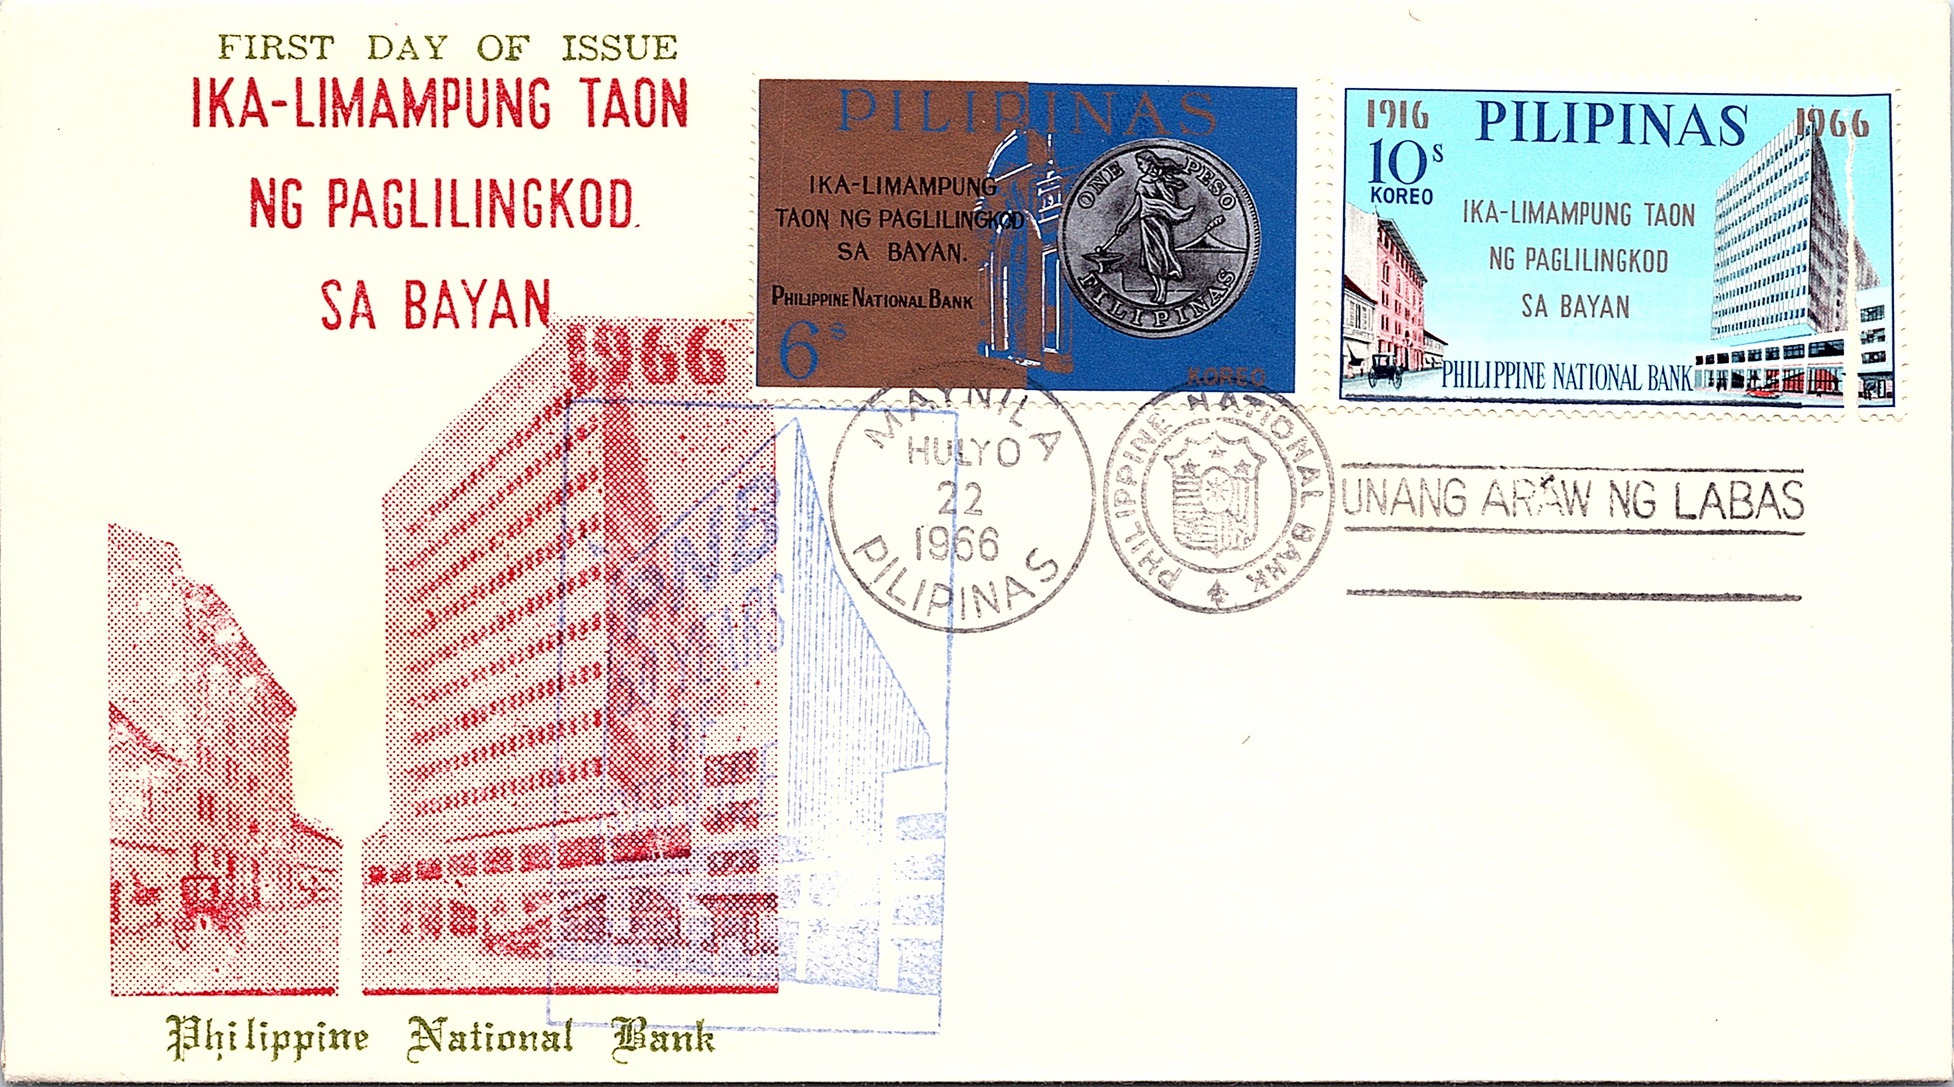 FIRST DAY OF ISSUE
IKA-LIMAMPUNG TAON
NG PAGLILINGKOD.
SA BAYAN
1966
Philippine National Bank
PILIPINAS
IKA-LIMAMPUNG
TAON NG PAGLILINGKOD
SA BAYAN.
PHILIPPINE NATIONAL BANK
6s
KOREO
ONE PESO
FILIPINAS
1916
PILIPINAS
1966
10s
KOREO
IKA-LIMAMPUNG TAON
NG PAGLILINGKOD
SA BAYAN
PHILIPPINE NATIONAL BANK
MAYNILA
HULYO
22
1966
PILIPINAS
PHILIPPINE NATIONAL BANK
UNANG ARAW NG LABAS
PNB